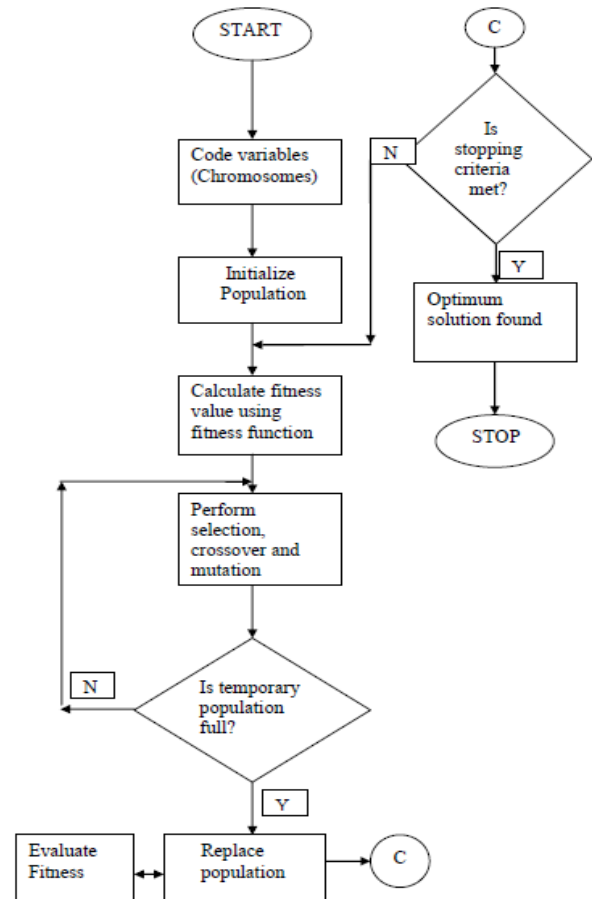 START
Code variables
(Chromosomes)
Initialize
Population
Calculate fitness
value using
fitness function
Perform
selection,
crossover and
mutation
N
Is temporary
population
full?
Y
Evaluate
Fitness
Replace
population
C
C
Is
stopping
criteria
met?
N
Y
Optimum
solution found
STOP